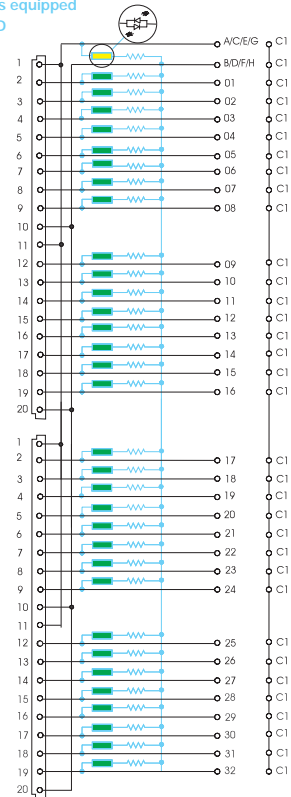 s equipped
A/C/E/G C1
1 B/D/F/H C1
2 01 C1
3 02 C1
4 03 C1
5 04 C1
6 05 C1
7 06 C1
8 07 C1
9 08 C1
10
11
12 09 C1
13 10 C1
14 11 C1
15 12 C1
16 13 C1
17 14 C1
18 15 C1
19 16 C1
20
1
2 17 C1
3 18 C1
4 19 C1
5 20 C1
6 21 C1
7 22 C1
8 23 C1
9 24 C1
10
11
12 25 C1
13 26 C1
14 27 C1
15 28 C1
16 29 C1
17 30 C1
18 31 C1
19 32 C1
20